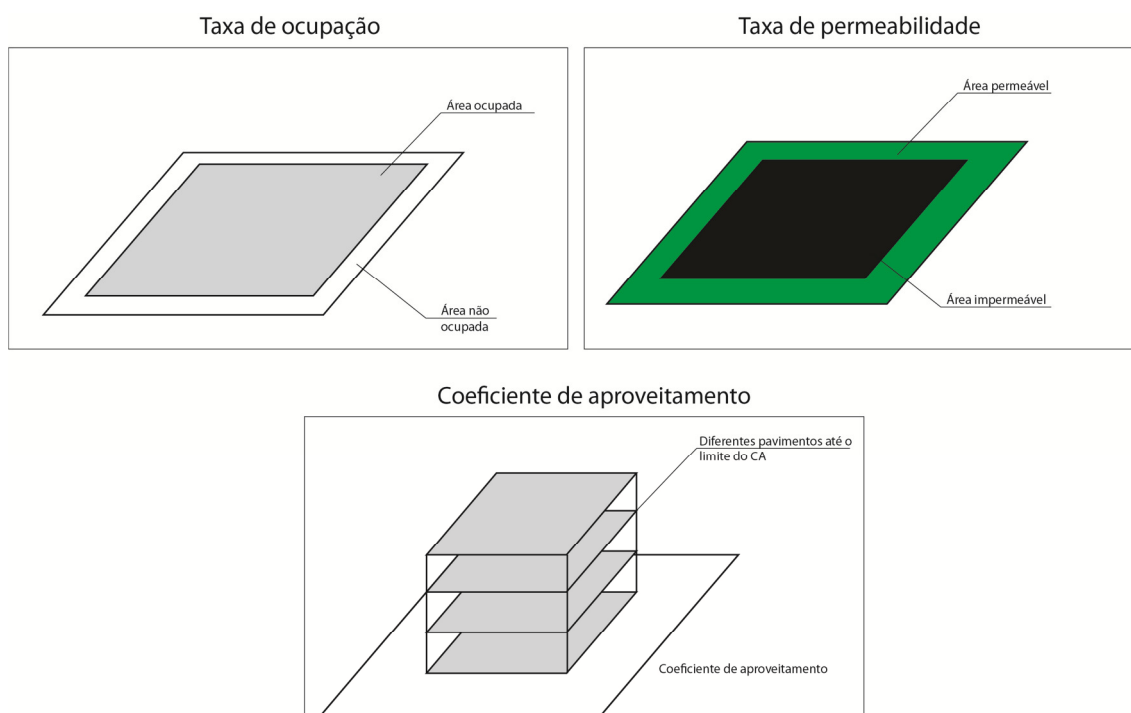 Taxa de ocupação
Taxa de permeabilidade
Área ocupada
Área não
ocupada
Área permeável
Área impermeável
Coeficiente de aproveitamento
Diferentes pavimentos até o
limite do CA
Coeficiente de aproveitamento